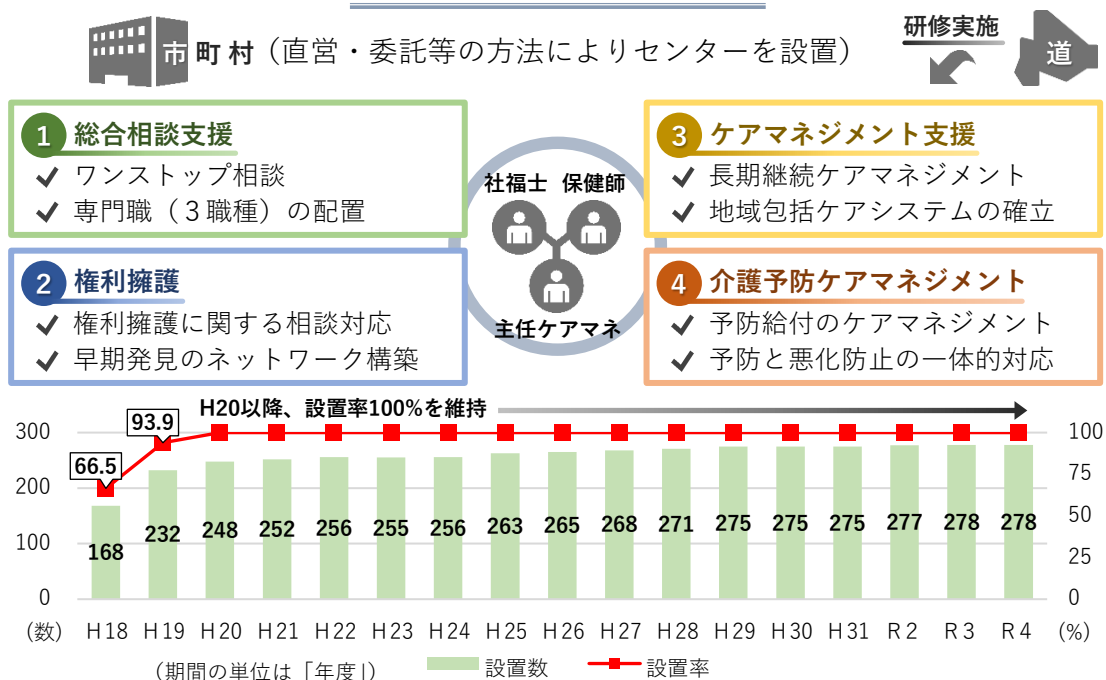 市町村（直営・委託等の方法によりセンターを設置）
研修実施
道
1 総合相談支援
✓ ワンストップ相談
✓ 専門職（３職種）の配置
2 権利擁護
✓ 権利擁護に関する相談対応
✓ 早期発見のネットワーク構築
社福士 保健師
主任ケアマネ
3 ケアマネジメント支援
✓ 長期継続ケアマネジメント
✓ 地域包括ケアシステムの確立
4 介護予防ケアマネジメント
✓ 予防給付のケアマネジメント
✓ 予防と悪化防止の一体的対応
H20以降、設置率100%を維持
66.5
93.9
300
200
100
0
(数)
168 232 248 252 256 255 256 263 265 268 271 275 275 275 277 278 278
100
75
50
25
0
(%)
H18 H19 H20 H21 H22 H23 H24 H25 H26 H27 H28 H29 H30 H31 R2 R3 R4
（期間の単位は「年度」）
設置数
設置率